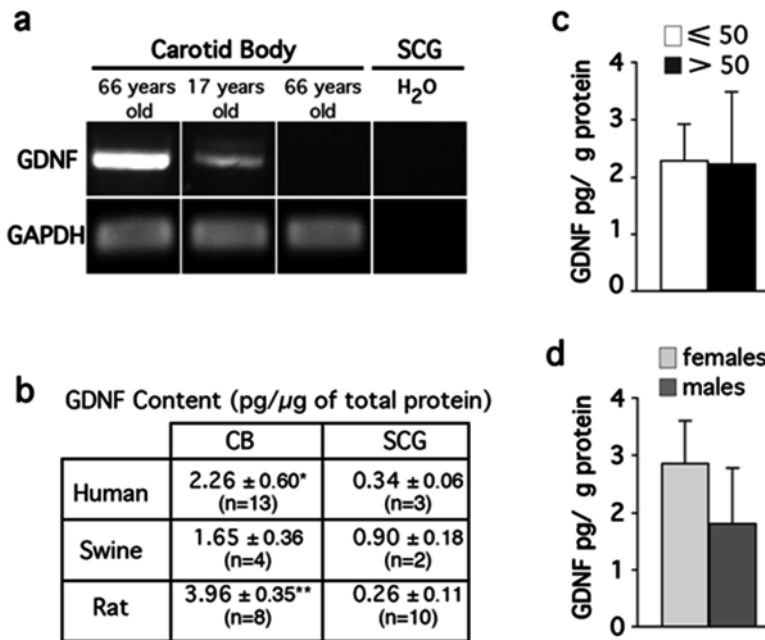 a
Carotid Body SCG
66 years old 17 years old 66 years old H₂O
GDNF
GAPDH
b
GDNF Content (pg/µg of total protein)
CB SCG
Human 2.26 ± 0.60* 0.34 ± 0.06
(n=13) (n=3)
Swine 1.65 ± 0.36 0.90 ± 0.18
(n=4) (n=2)
Rat 3.96 ± 0.35** 0.26 ± 0.11
(n=8) (n=10)
c
⩽ 50
> 50
GDNF pg/ g protein
4
3
2
1
0
d
females
males
GDNF pg/ g protein
4
3
2
1
0